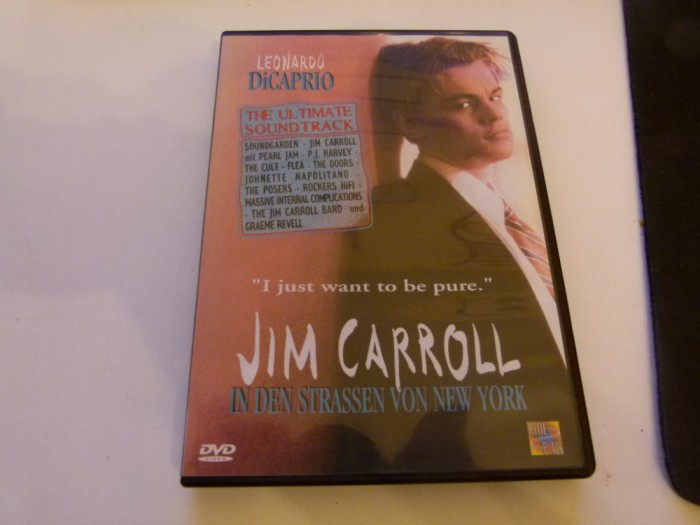 LEONARDO
DiCAPRIO
THE ULTIMATE
SOUNDTRACK
SOUNDGARDEN · JIM CARROLL
mit PEARL JAM · P.J. HARVEY ·
THE CULT · FLEA · THE DOORS ·
JOHNETTE NAPOLITANO
THE POSERS · ROCKERS HIFI ·
MASSIVE INTERNAL COMPLICATIONS
· THE JIM CARROLL BAND und
GRAEME REVELL
"I just want to be pure."
JIM CARROLL
IN DEN STRASSEN VON NEW YORK
DVD
VIDEO